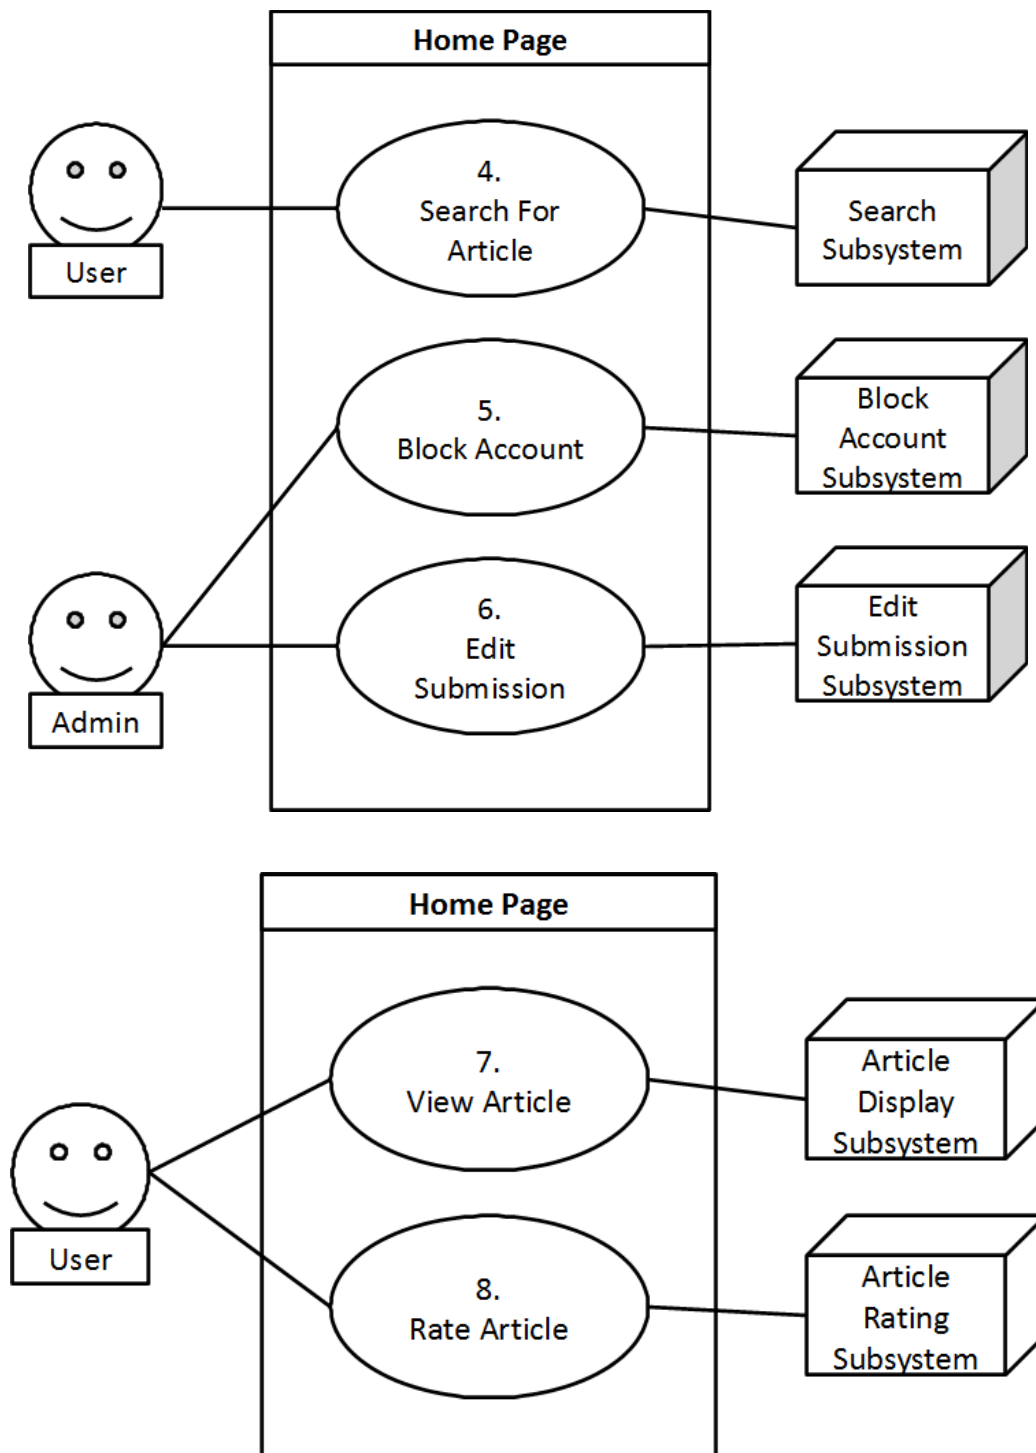 Home Page
4.
Search For
Article
Search
Subsystem
User
5.
Block Account
Block
Account
Subsystem
6.
Edit
Submission
Edit
Submission
Subsystem
Admin
Home Page
7.
View Article
Article
Display
Subsystem
User
8.
Rate Article
Article
Rating
Subsystem